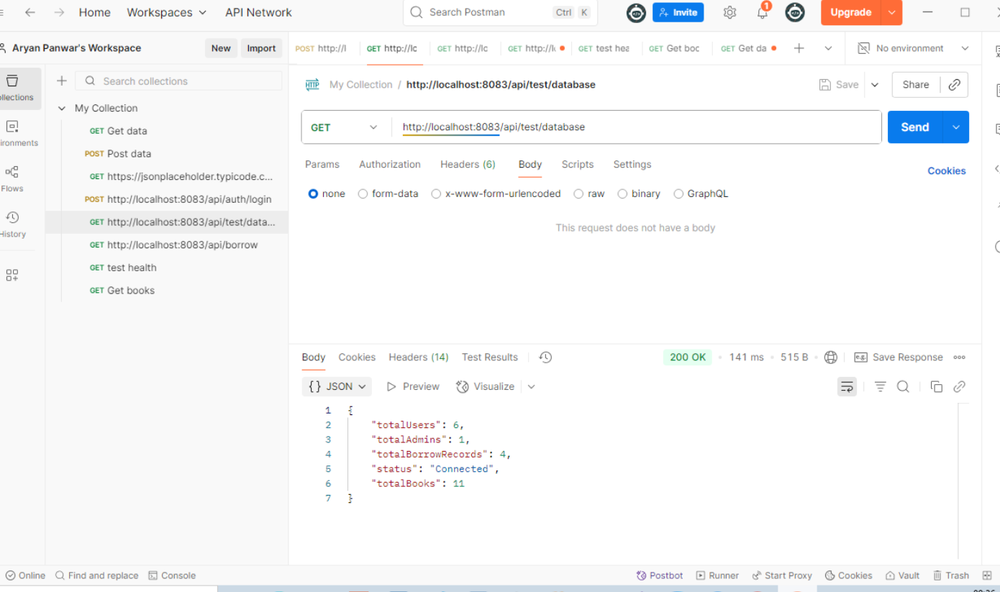 Home Workspaces API Network Search Postman Ctrl K Invite 1 Upgrade
Aryan Panwar's Workspace New Import POST http://l GET http://lc GET http://lc GET http://l GET test hea GET Get boc GET Get da No environment
Search collections
My Collection / http://localhost:8083/api/test/database Save Share
My Collection
GET http://localhost:8083/api/test/database Send
GET Get data
POST Post data
GET https://jsonplaceholder.typicode.c...
POST http://localhost:8083/api/auth/login
GET http://localhost:8083/api/test/data...
GET http://localhost:8083/api/borrow
GET test health
GET Get books
Flows
Params Authorization Headers (6) Body Scripts Settings Cookies
none form-data x-www-form-urlencoded raw binary GraphQL
This request does not have a body
Body Cookies Headers (14) Test Results 200 OK 141 ms 515 B e.g. Save Response
{} JSON Preview Visualize
1 {
2 "totalUsers": 6,
3 "totalAdmins": 1,
4 "totalBorrowRecords": 4,
5 "status": "Connected",
6 "totalBooks": 11
7 }
Online Find and replace Console Postbot Runner Start Proxy Cookies Vault Trash